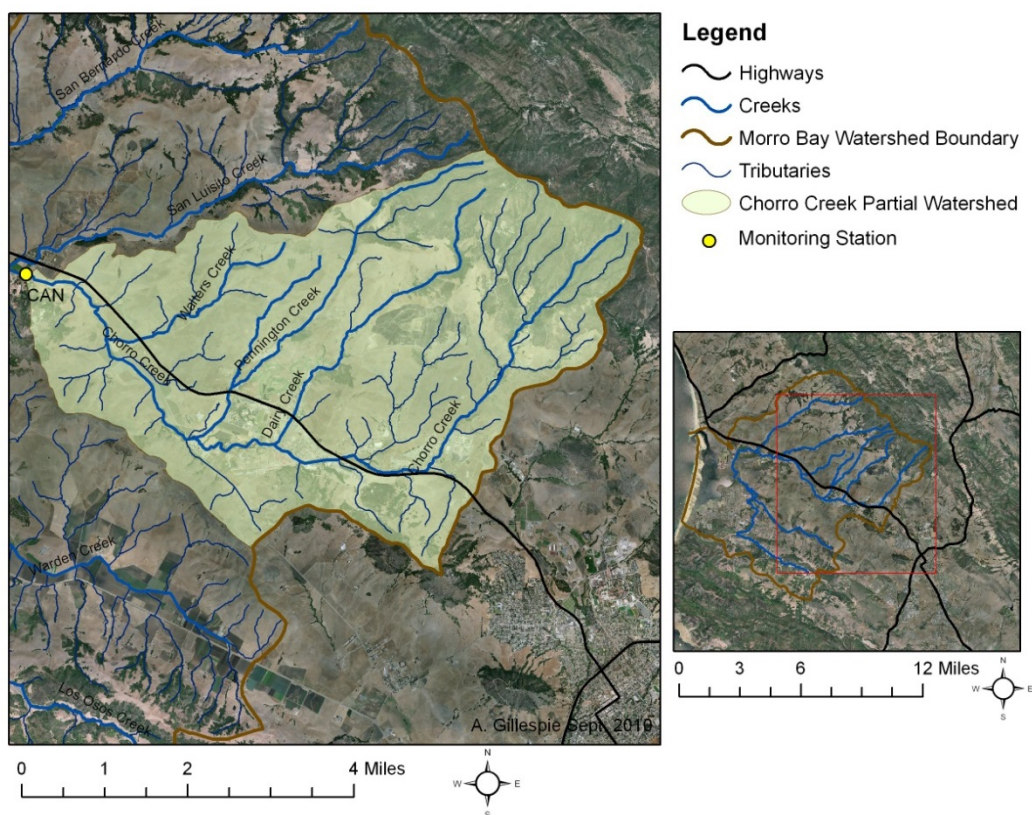 San Bernardo Creek
San Luisito Creek
CAN
Walters Creek
Chorro Creek
Pennington Creek
Dairy Creek
Chorro Creek
Warden Creek
Los Osos Creek
A. Gillespie Sept. 2010
0 1 2 4 Miles
N
W E
S
Legend
Highways
Creeks
Morro Bay Watershed Boundary
Tributaries
Chorro Creek Partial Watershed
Monitoring Station
0 3 6 12 Miles
N
W E
S